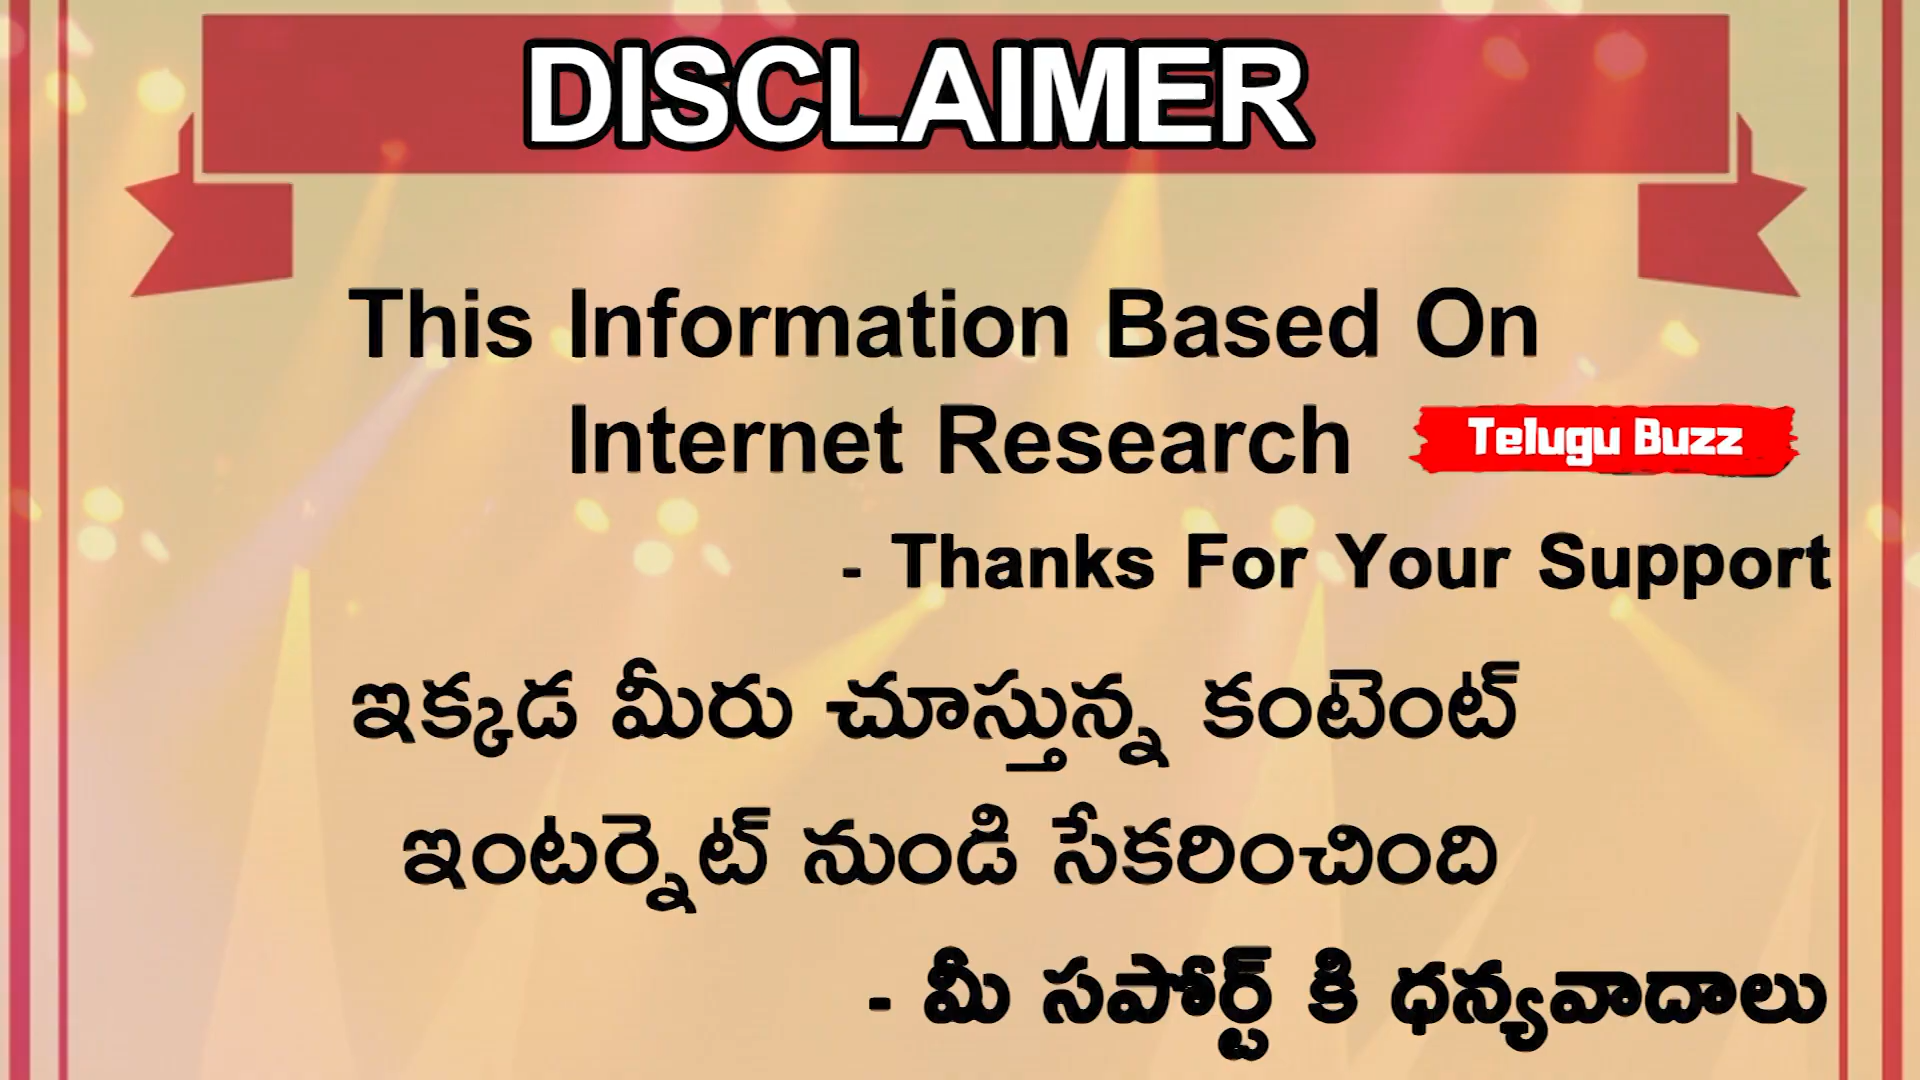 DISCLAIMER
This Information Based On
Internet Research
Telugu Buzz
- Thanks For Your Support
ఇక్కడ మీరు చూస్తున్న కంటెంట్
ఇంటర్నెట్ నుండి సేకరించింది
- మీ సపోర్ట్ కి ధన్యవాదాలు